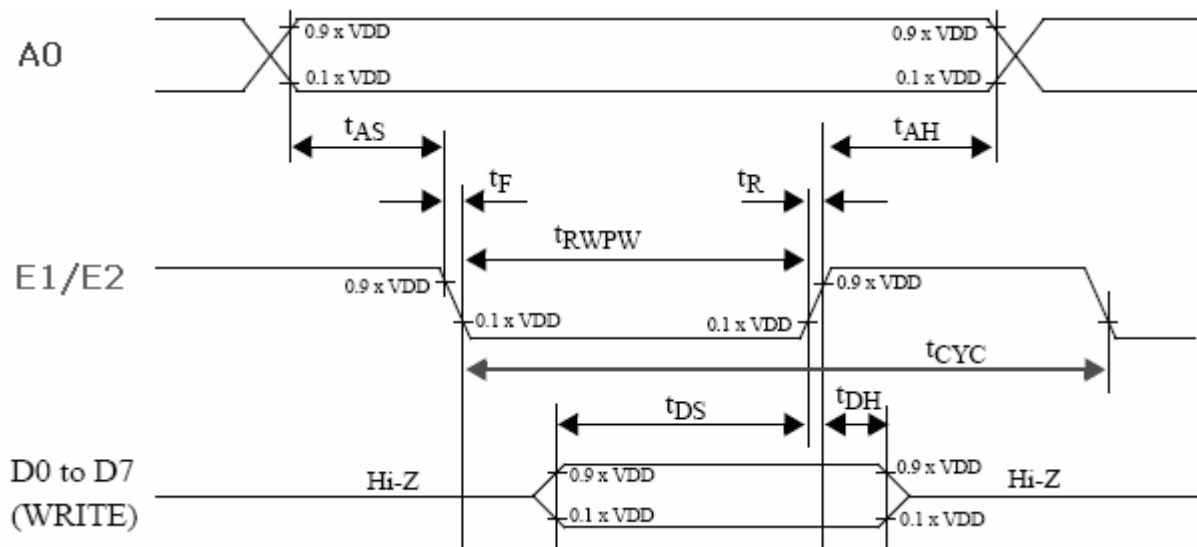 A0
0.9 x VDD
0.9 x VDD
0.1 x VDD
0.1 x VDD
tAS
tAH
tF
tR
tRWPW
E1/E2
0.9 x VDD
0.9 x VDD
0.1 x VDD
0.1 x VDD
tCYC
tDS
tDH
D0 to D7
(WRITE)
Hi-Z
0.9 x VDD
0.9 x VDD
Hi-Z
0.1 x VDD
0.1 x VDD